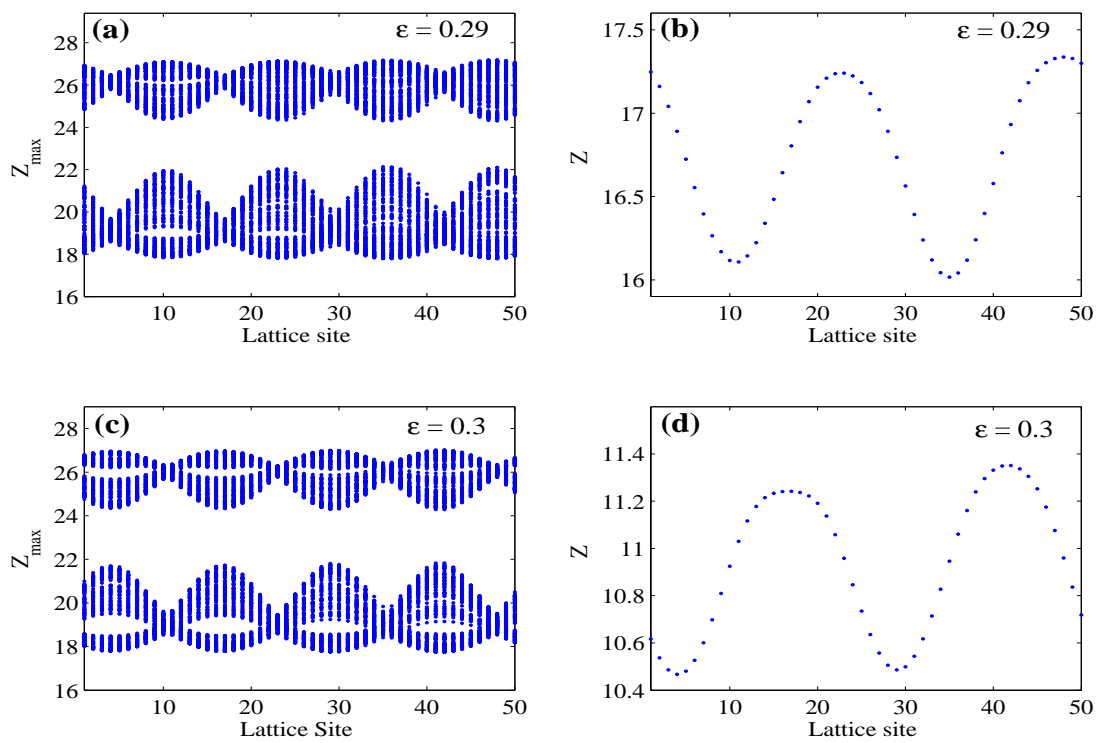 (a)
ε = 0.29
28
26
24
22
20
18
16
Z_max
10
20
30
40
50
Lattice site
(b)
ε = 0.29
17.5
17
16.5
16
Z
10
20
30
40
50
Lattice site
(c)
ε = 0.3
28
26
24
22
20
18
16
Z_max
10
20
30
40
50
Lattice Site
(d)
ε = 0.3
11.4
11.2
11
10.8
10.6
10.4
Z
10
20
30
40
50
Lattice site